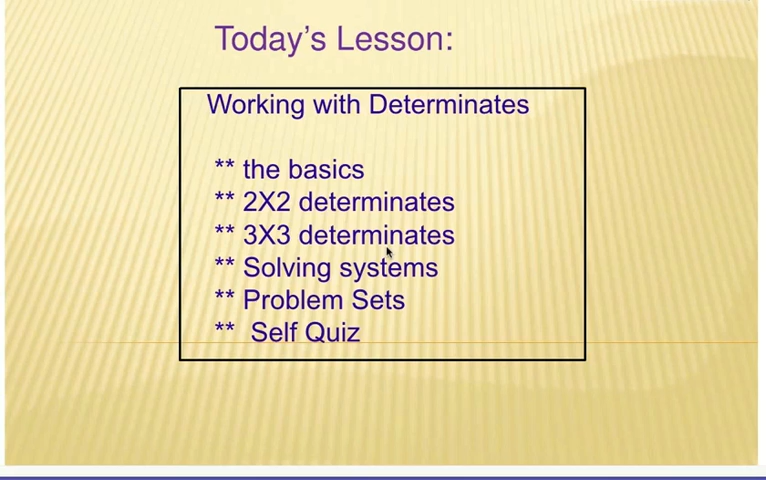 Today's Lesson:
Working with Determinates
** the basics
** 2X2 determinates
** 3X3 determinates
** Solving systems
** Problem Sets
** Self Quiz